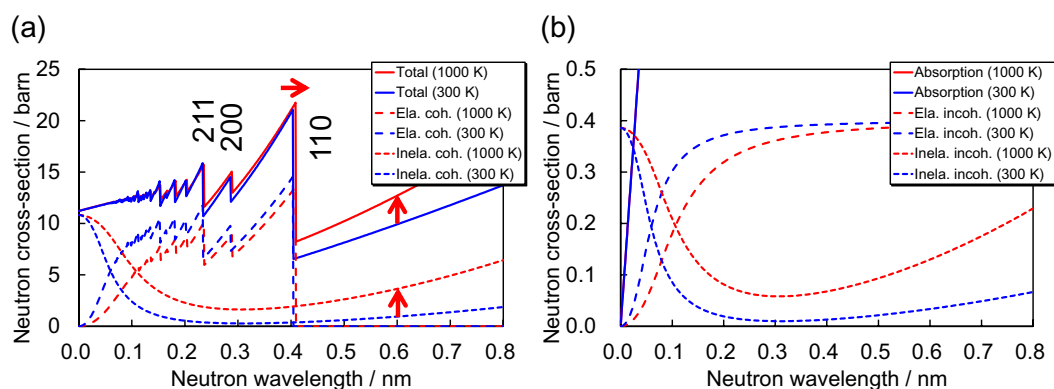 (a)
25
20
15
10
5
0
0.0 0.1 0.2 0.3 0.4 0.5 0.6 0.7 0.8
Neutron cross-section / barn
Neutron wavelength / nm
211
200
110
Total (1000 K)
Total (300 K)
Ela. coh. (1000 K)
Ela. coh. (300 K)
Inela. coh. (1000 K)
Inela. coh. (300 K)
(b)
0.5
0.4
0.3
0.2
0.1
0.0
0.0 0.1 0.2 0.3 0.4 0.5 0.6 0.7 0.8
Neutron cross-section / barn
Neutron wavelength / nm
Absorption (1000 K)
Absorption (300 K)
Ela. incoh. (1000 K)
Ela. incoh. (300 K)
Inela. incoh. (1000 K)
Inela. incoh. (300 K)